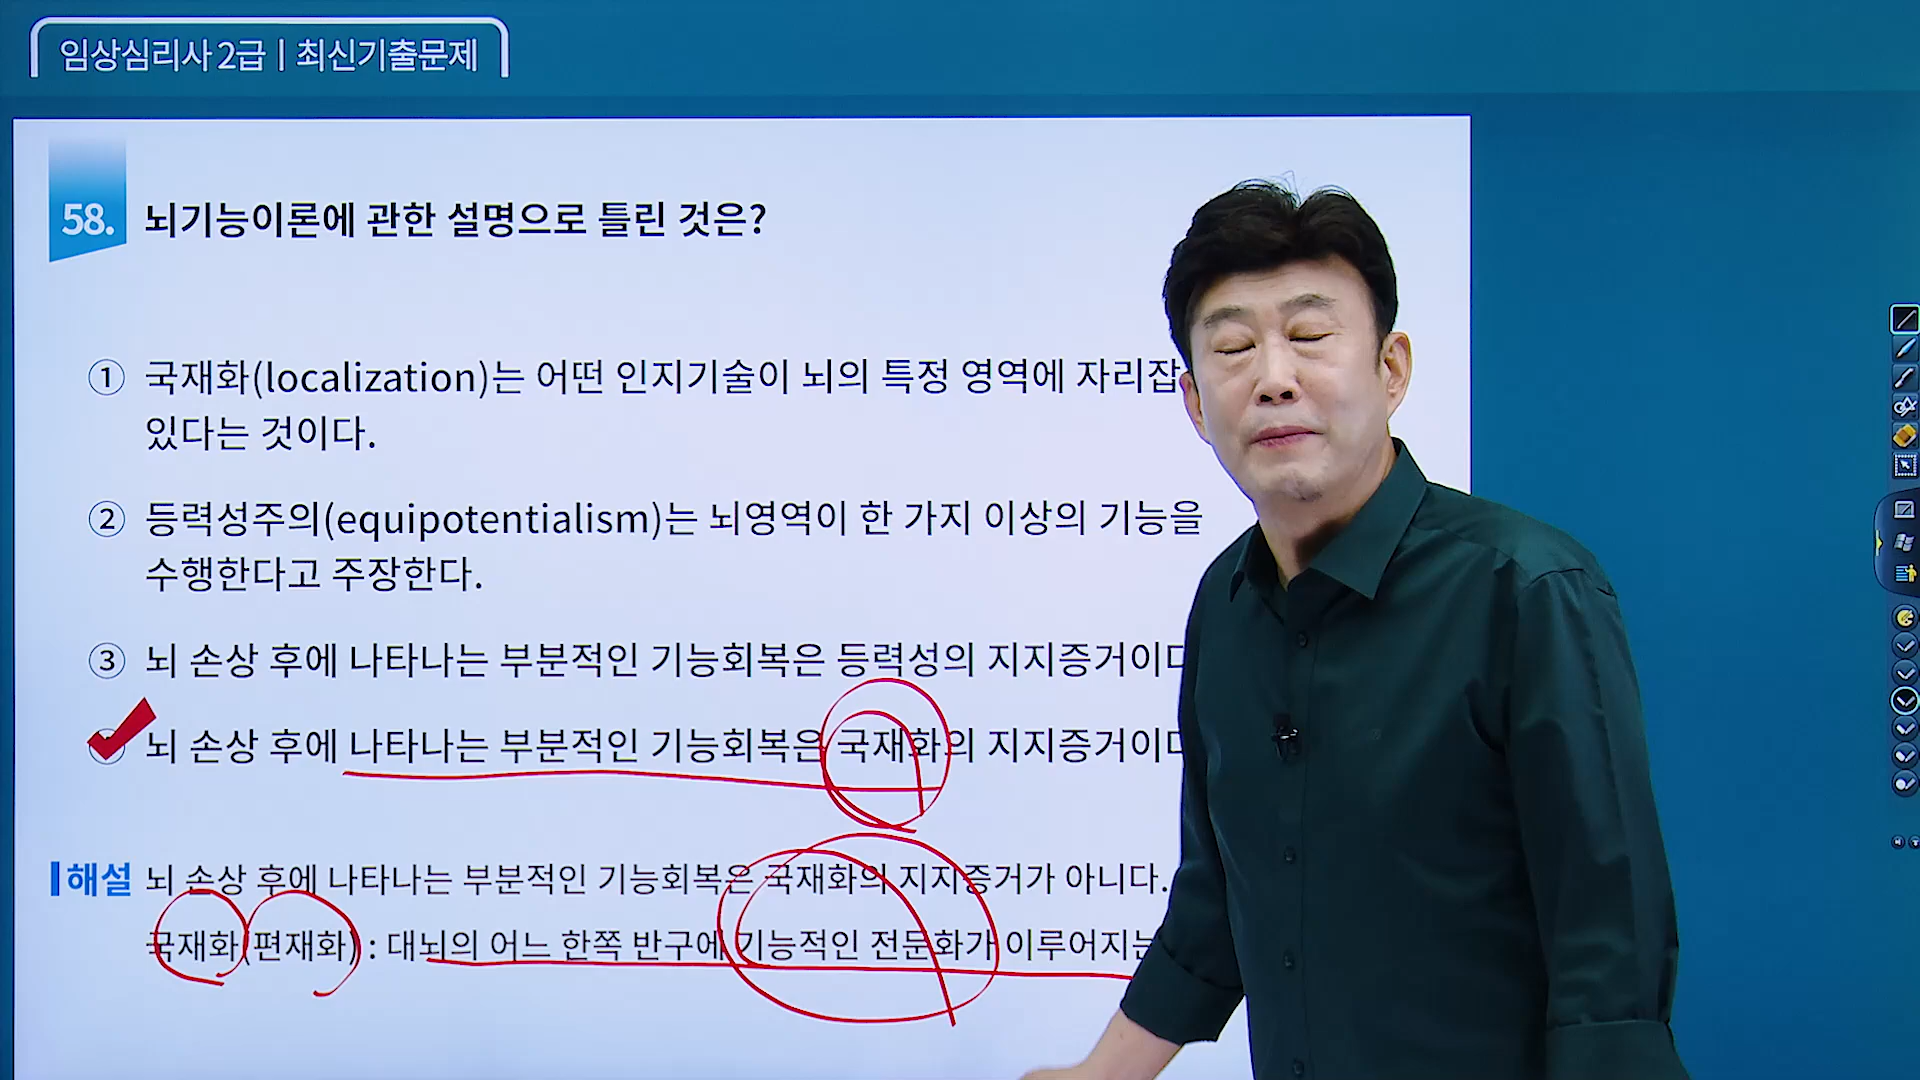 임상심리사 2급 | 최신기출문제
58. 뇌기능이론에 관한 설명으로 틀린 것은?
① 국재화(localization)는 어떤 인지기술이 뇌의 특정 영역에 자리잡
있다는 것이다.
② 등력성주의(equipotentialism)는 뇌영역이 한 가지 이상의 기능을
수행한다고 주장한다.
③ 뇌 손상 후에 나타나는 부분적인 기능회복은 등력성의 지지증거이
뇌 손상 후에 나타나는 부분적인 기능회복은 국재화의 지지증거이
해설 뇌 손상 후에 나타나는 부분적인 기능회복은 국재화의 지지증거가 아니다.
국재화(편재화) : 대뇌의 어느 한쪽 반구에 기능적인 전문화가 이루어지는